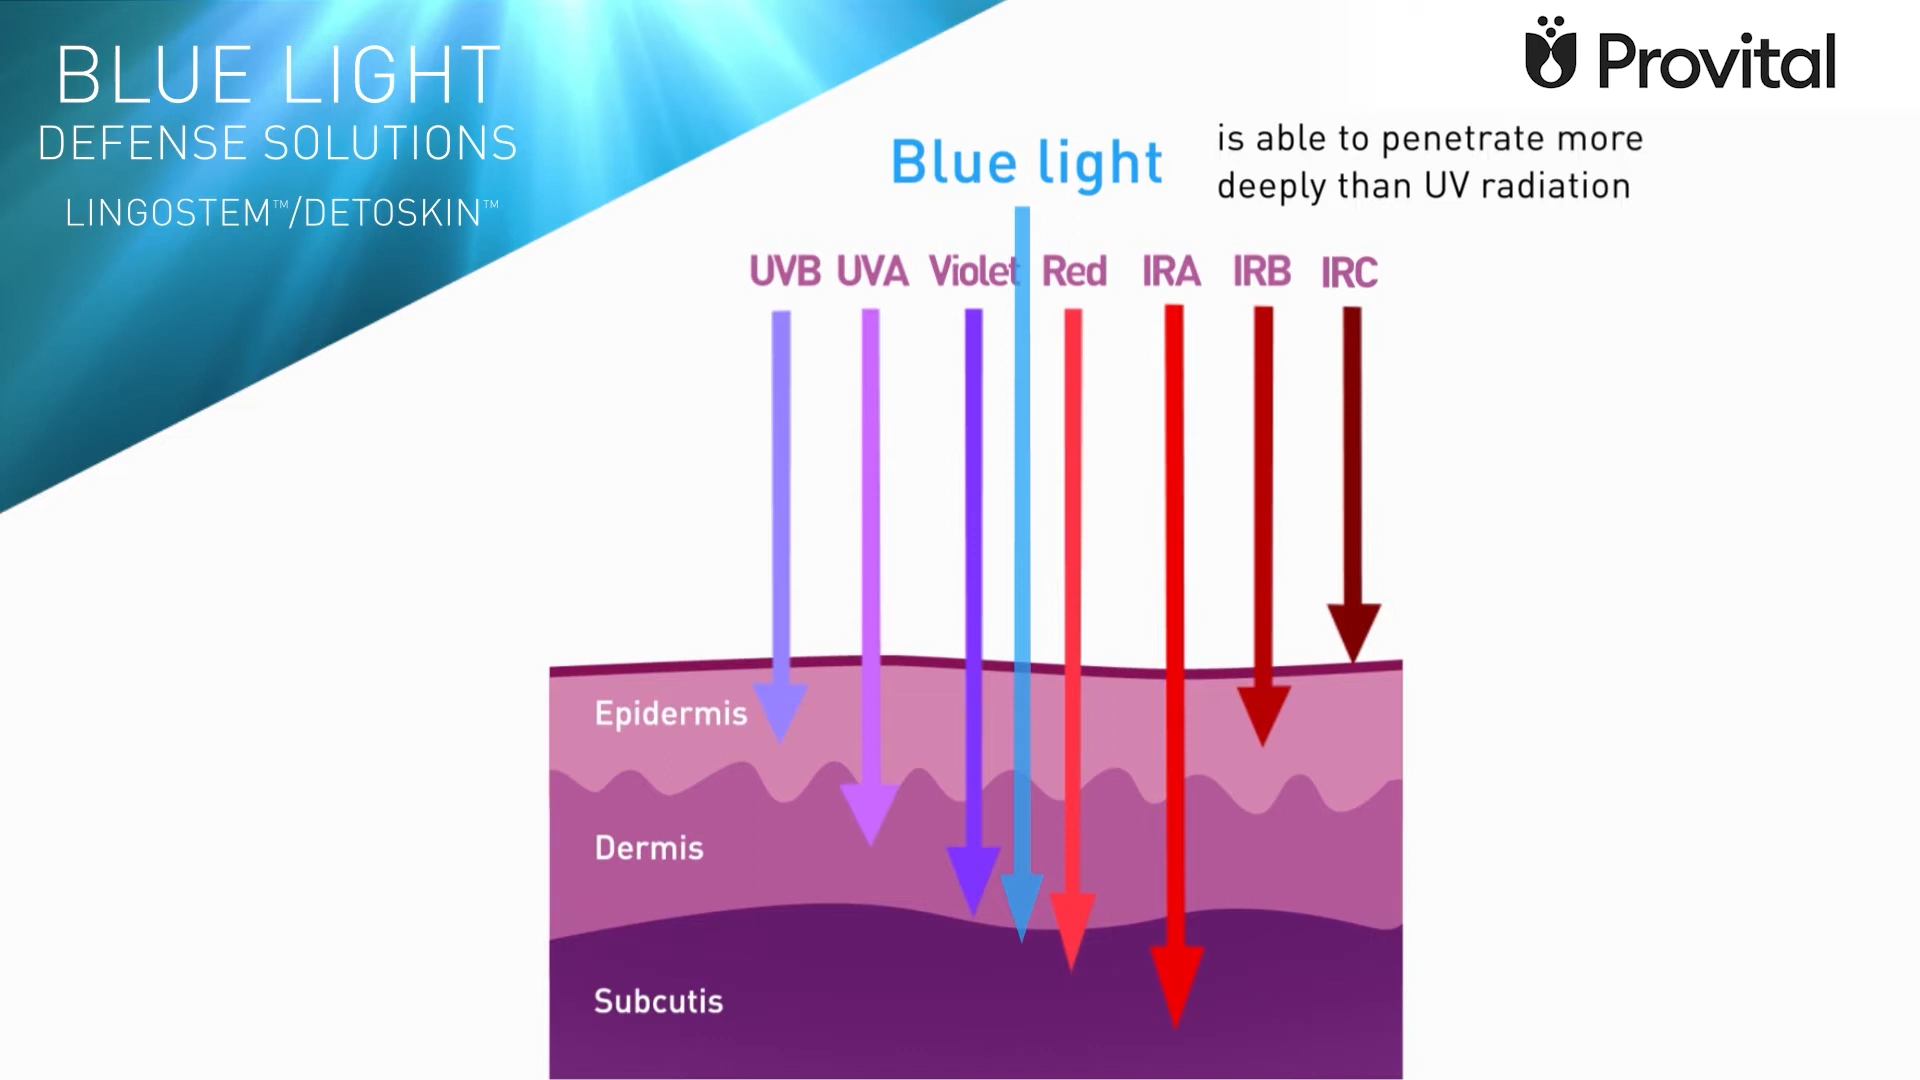 BLUE LIGHT
DEFENSE SOLUTIONS
LINGOSTEM™/DETOSKIN™
Provital
Blue light
is able to penetrate more
deeply than UV radiation
UVB UVA Violet Red IRA IRB IRC
Epidermis
Dermis
Subcutis